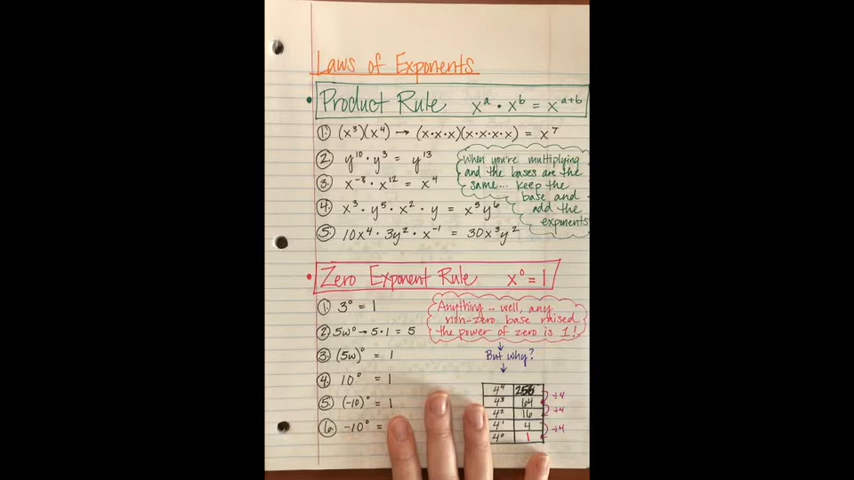 Laws of Exponents
• Product Rule x^a · x^b = x^(a+b)
① (x³)(x⁴) → (x·x·x)(x·x·x·x) = x⁷
② y¹⁰ · y³ = y¹³
③ x⁻⁸ · x¹² = x⁴
④ x³ · y⁵ · x² · y = x⁵y⁶
⑤ 10x⁴ · 3y² · x⁻¹ = 30x³y²
When you're multiplying
and the bases are the
same... keep the
base and
add the
exponents
• Zero Exponent Rule x⁰ = 1
① 3⁰ = 1
② 5w⁰ → 5·1 = 5
③ (5w)⁰ = 1
④ 10⁰ = 1
⑤ (-10)⁰ = 1
⑥ -10⁰ =
Anything.. well, any
non-zero base raised
the power of zero is 1!
But why?
4⁴ 256
4³ 64 ÷4
4² 16 ÷4
4¹ 4 ÷4
4⁰ 1